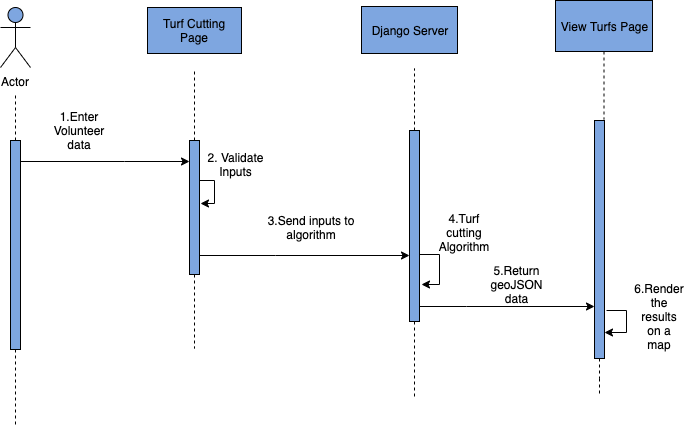 Turf Cutting
Page
Django Server
View Turfs Page
Actor
1.Enter
Volunteer
data
2. Validate
Inputs
3.Send inputs to
algorithm
4.Turf
cutting
Algorithm
5.Return
geoJSON
data
6.Render
the
results
on a
map